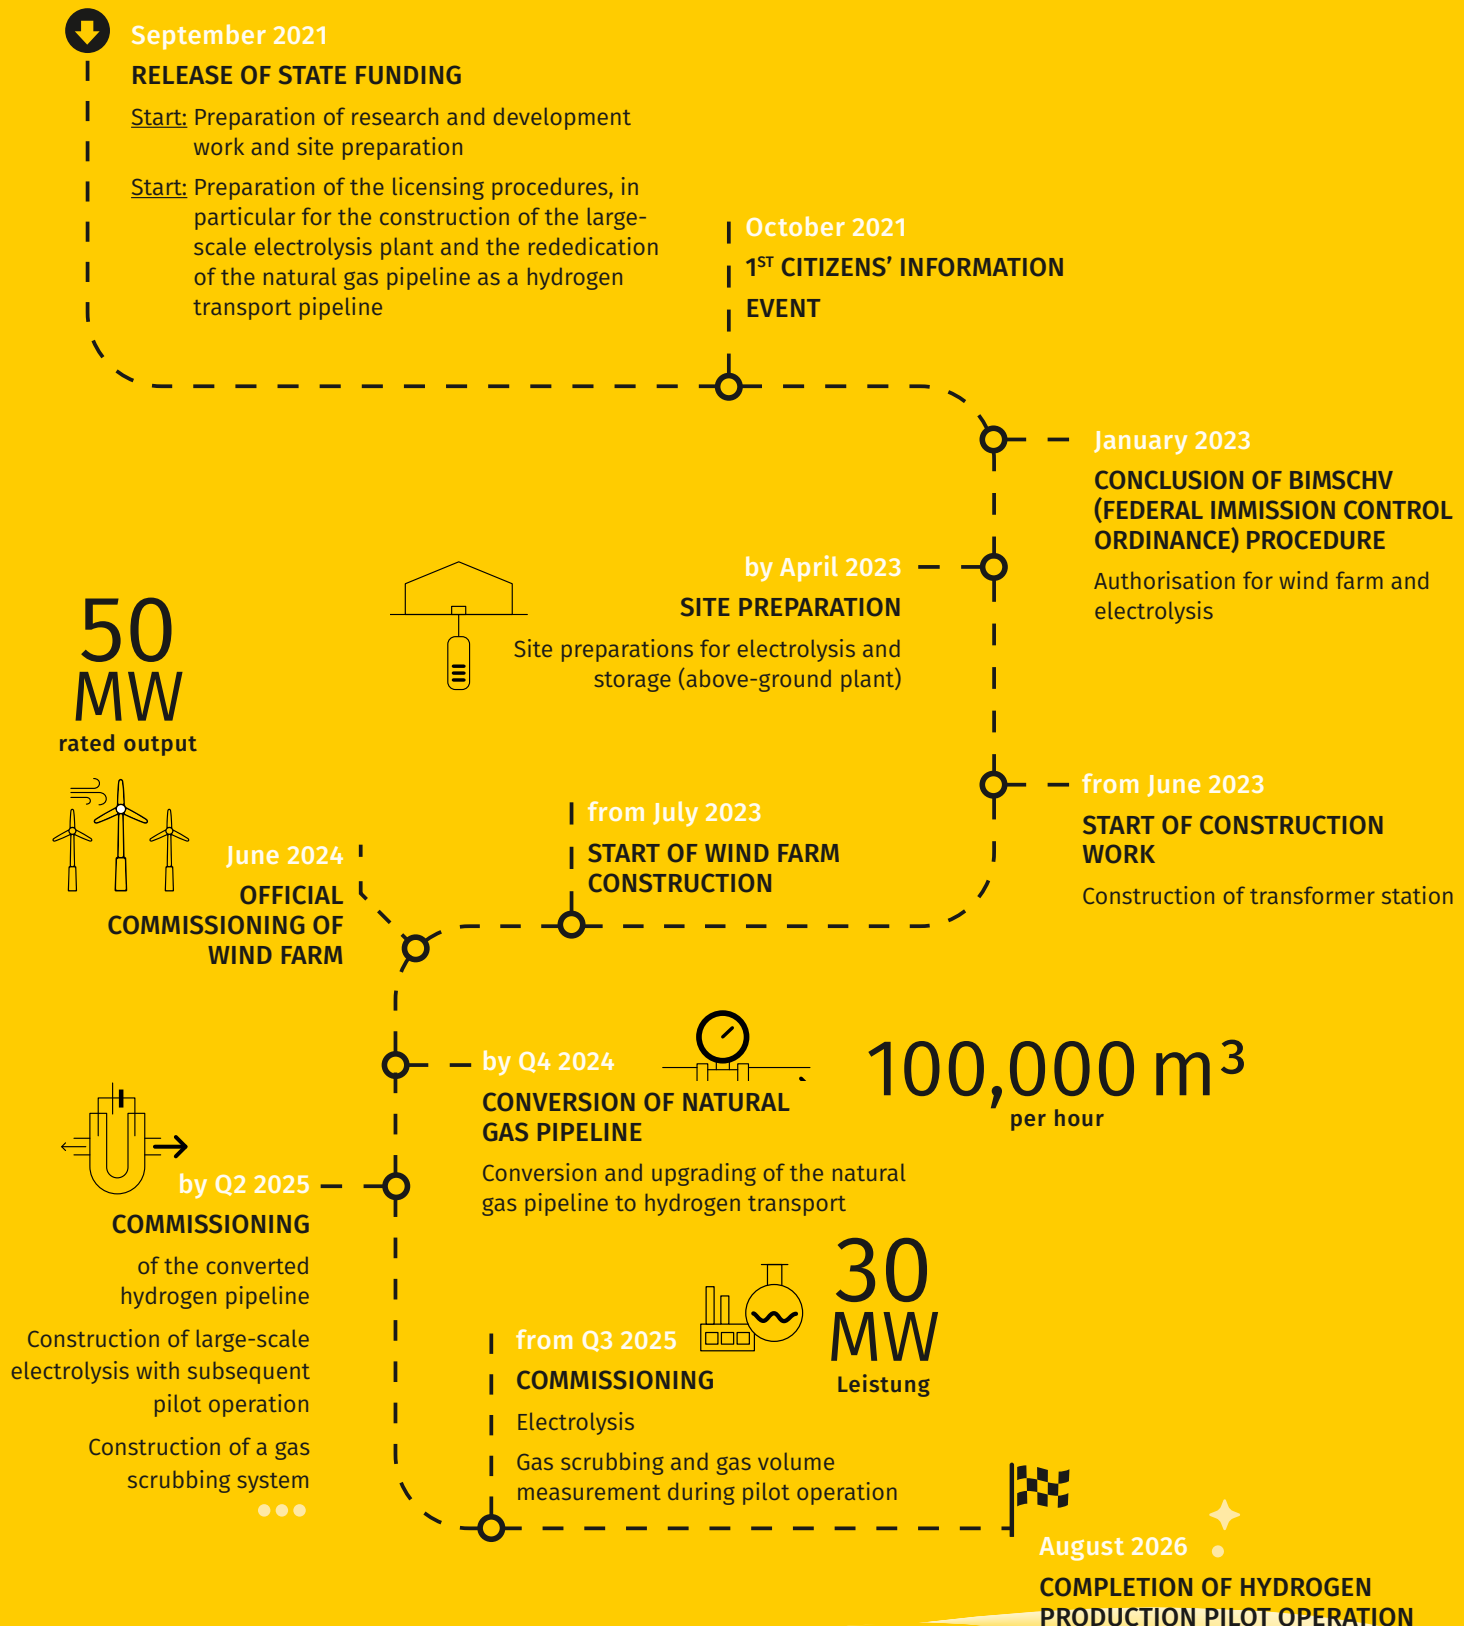 September 2021
RELEASE OF STATE FUNDING
Start: Preparation of research and development
work and site preparation
Start: Preparation of the licensing procedures, in
particular for the construction of the large-
scale electrolysis plant and the rededication
of the natural gas pipeline as a hydrogen
transport pipeline
October 2021
1ST CITIZENS’ INFORMATION
EVENT
January 2023
CONCLUSION OF BIMSCHV
(FEDERAL IMMISSION CONTROL
ORDINANCE) PROCEDURE
Authorisation for wind farm and
electrolysis
by April 2023
SITE PREPARATION
Site preparations for electrolysis and
storage (above-ground plant)
from June 2023
START OF CONSTRUCTION
WORK
Construction of transformer station
from July 2023
START OF WIND FARM
CONSTRUCTION
50
MW
rated output
June 2024
OFFICIAL
COMMISSIONING OF
WIND FARM
by Q4 2024
CONVERSION OF NATURAL
GAS PIPELINE
Conversion and upgrading of the natural
gas pipeline to hydrogen transport
100,000 m³
per hour
by Q2 2025
COMMISSIONING
of the converted
hydrogen pipeline
Construction of large-scale
electrolysis with subsequent
pilot operation
Construction of a gas
scrubbing system
from Q3 2025
COMMISSIONING
Electrolysis
Gas scrubbing and gas volume
measurement during pilot operation
30
MW
Leistung
August 2026
COMPLETION OF HYDROGEN
PRODUCTION PILOT OPERATION